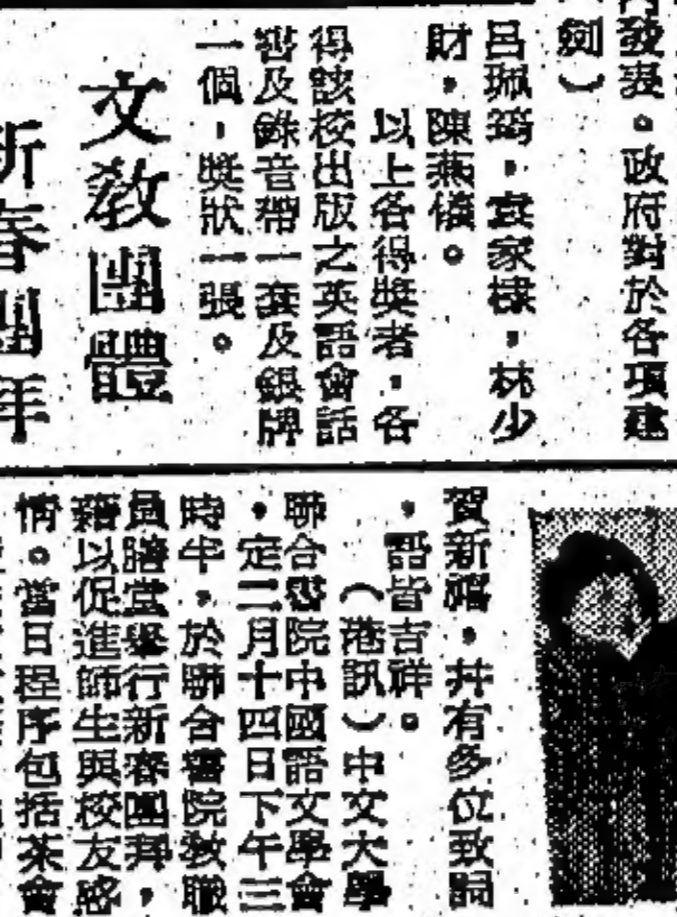 發表。政府對於各項建
劍）
呂珮筠，袁家棣，林少
財，陳燕儀。
以上各得獎者，各
得該校出版之英語會話
書及錄音帶一套及銀牌
一個，獎狀一張。
文教團體
新春團拜
賀新禧，幷有多位致詞
，語皆吉祥。
（港訊）中文大學
聯合書院中國語文學會
，定二月十四日下午三
時半，於聯合書院教職
員膳堂舉行新春團拜，
藉以促進師生與校友感
情。當日程序包括茶會